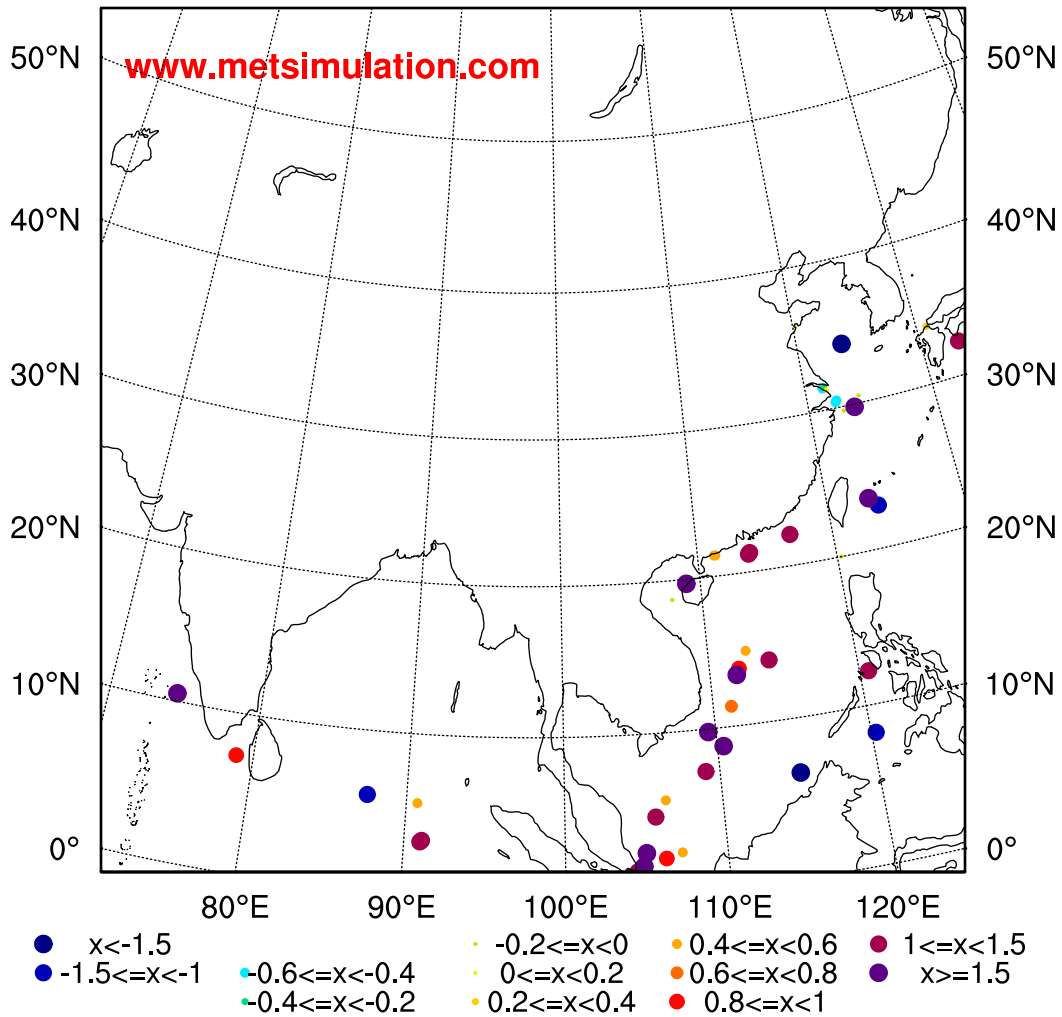 50°N 50°N
www.metsimulation.com
40°N 40°N
30°N 30°N
20°N 20°N
10°N 10°N
0° 0°
80°E 90°E 100°E 110°E 120°E
x<-1.5 -0.2<=x<0 0.4<=x<0.6 1<=x<1.5
-1.5<=x<-1 -0.6<=x<-0.4 0<=x<0.2 0.6<=x<0.8 x>=1.5
-0.4<=x<-0.2 0.2<=x<0.4 0.8<=x<1